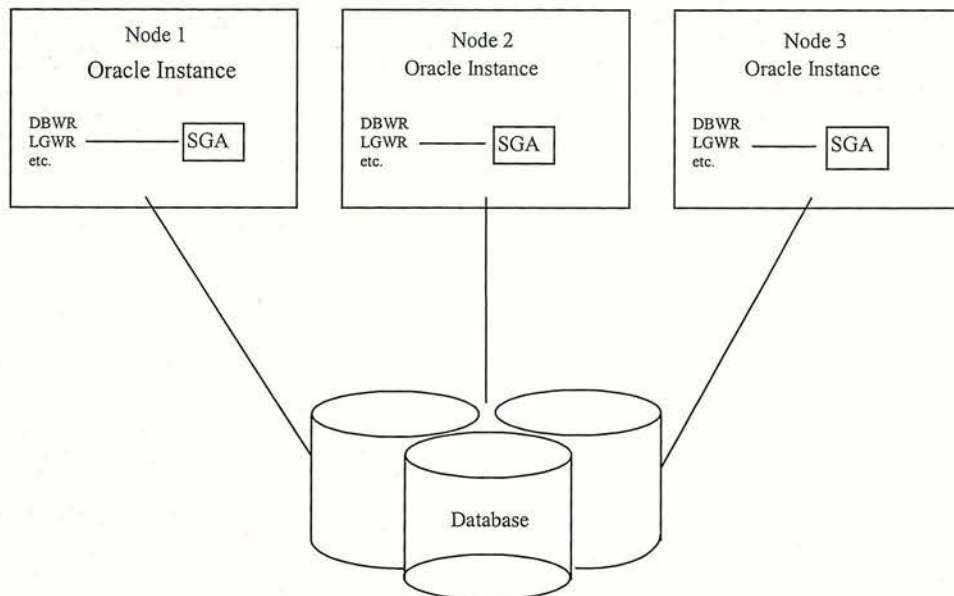 Node 1
Oracle Instance
DBWR
LGWR
etc.
SGA
Node 2
Oracle Instance
DBWR
LGWR
etc.
SGA
Node 3
Oracle Instance
DBWR
LGWR
etc.
SGA
Database